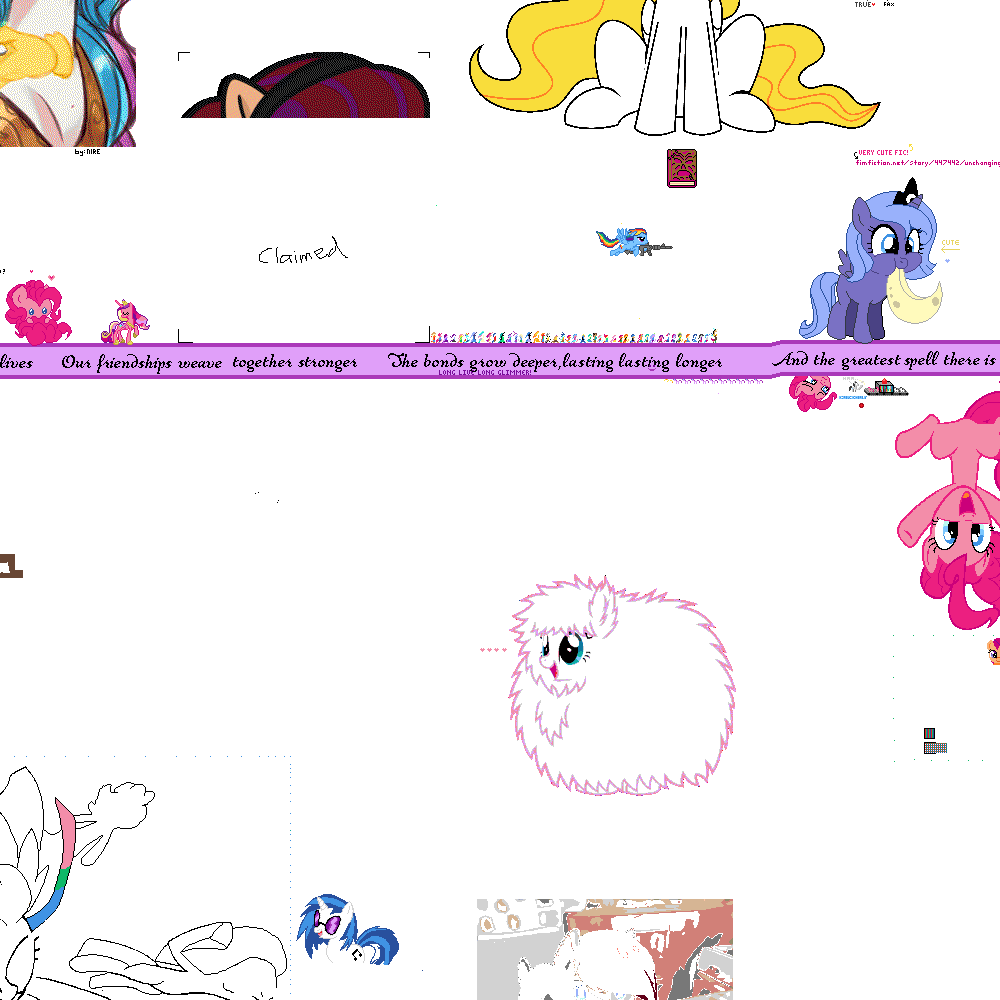 TRUE♥ FAX
by:NIRE
VERY CUTE FIC!
fimfiction.net/story/447442/unchanging
Claimed
CUTE
lives Our friendships weave together stronger The bonds grow deeper,lasting lasting longer And the greatest spell there is
LONG LIVE LONG GLIMMER!